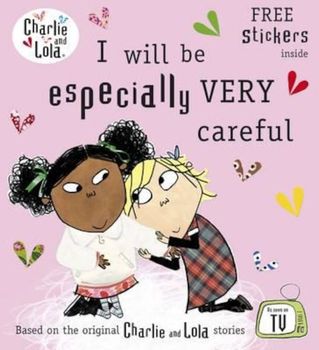 Charlie
and
Lola
FREE
stickers
inside
I will be
especially VERY
careful
As seen on
TV
Based on the original Charlie and Lola stories